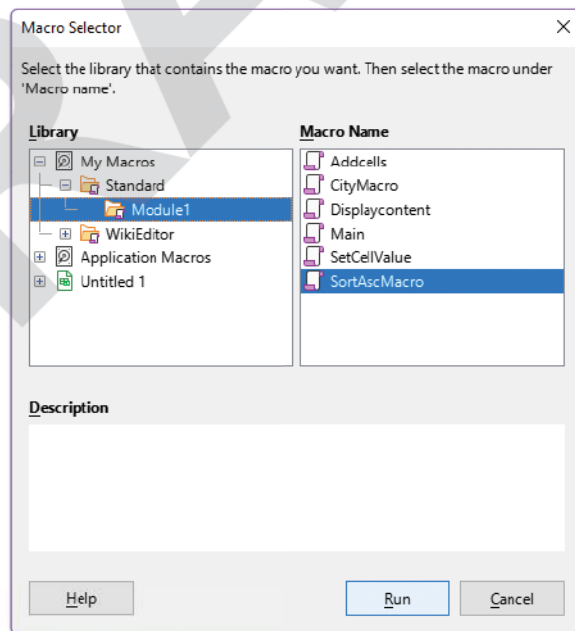 Macro Selector
Select the library that contains the macro you want. Then select the macro under
'Macro name'.
Library
My Macros
Standard
Module1
WikiEditor
Application Macros
Untitled 1
Macro Name
Addcells
CityMacro
Displaycontent
Main
SetCellValue
SortAscMacro
Description
Help
Run
Cancel